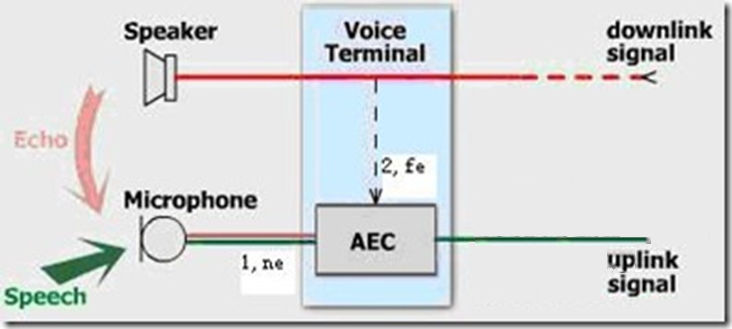 Speaker
Voice
Terminal
downlink
signal
Echo
2, fe
Microphone
AEC
1, ne
uplink
signal
Speech